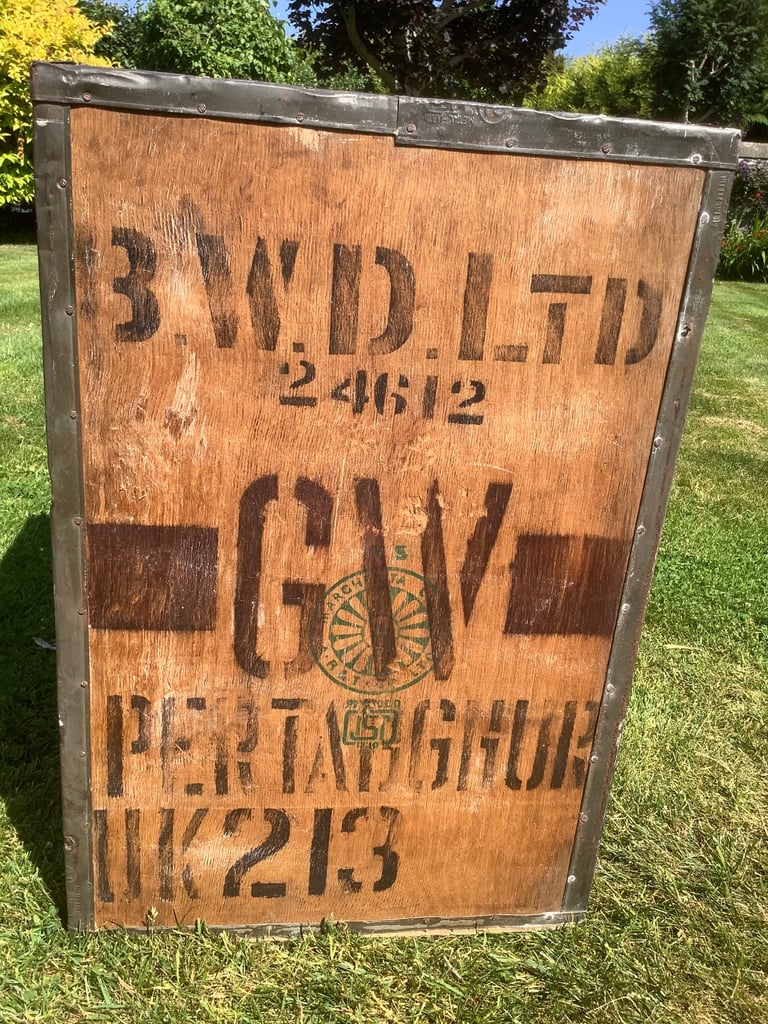 B.W.D.LTD
24612
GW
PERTABGHUR
UK213